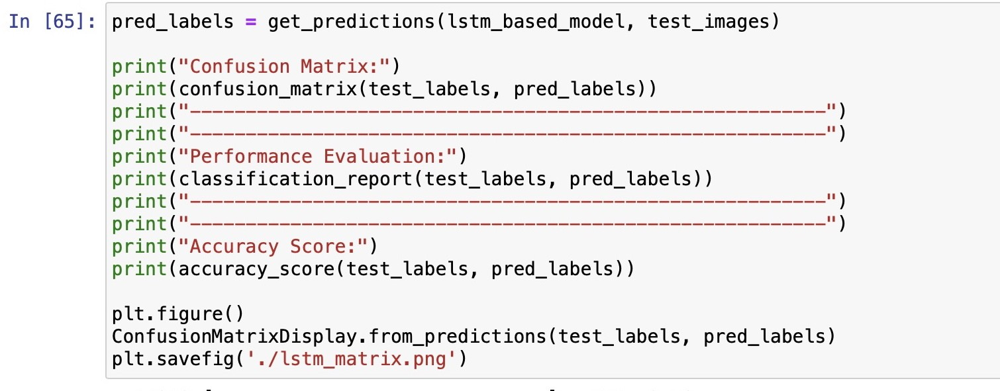 In [65]: pred_labels = get_predictions(lstm_based_model, test_images)
print("Confusion Matrix:")
print(confusion_matrix(test_labels, pred_labels))
print("---------------------------------------------------------")
print("---------------------------------------------------------")
print("Performance Evaluation:")
print(classification_report(test_labels, pred_labels))
print("---------------------------------------------------------")
print("---------------------------------------------------------")
print("Accuracy Score:")
print(accuracy_score(test_labels, pred_labels))
plt.figure()
ConfusionMatrixDisplay.from_predictions(test_labels, pred_labels)
plt.savefig('./lstm_matrix.png')